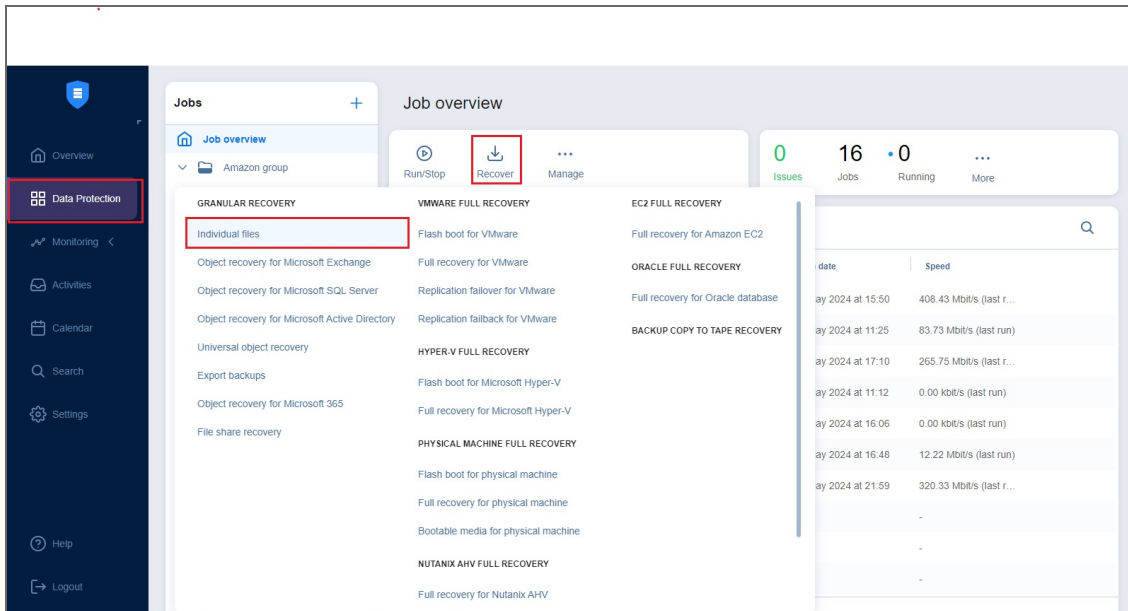 Overview
Data Protection
Monitoring
Activities
Calendar
Search
Settings
Help
Logout
Jobs
Job overview
Amazon group
Job overview
Run/Stop
Recover
Manage
0
Issues
16
Jobs
0
Running
More
GRANULAR RECOVERY
Individual files
Object recovery for Microsoft Exchange
Object recovery for Microsoft SQL Server
Object recovery for Microsoft Active Directory
Universal object recovery
Export backups
Object recovery for Microsoft 365
File share recovery
VMWARE FULL RECOVERY
Flash boot for VMware
Full recovery for VMware
Replication failover for VMware
Replication failback for VMware
HYPER-V FULL RECOVERY
Flash boot for Microsoft Hyper-V
Full recovery for Microsoft Hyper-V
PHYSICAL MACHINE FULL RECOVERY
Flash boot for physical machine
Full recovery for physical machine
Bootable media for physical machine
NUTANIX AHV FULL RECOVERY
Full recovery for Nutanix AHV
EC2 FULL RECOVERY
Full recovery for Amazon EC2
ORACLE FULL RECOVERY
Full recovery for Oracle database
BACKUP COPY TO TAPE RECOVERY
date Speed
ay 2024 at 15:50 408.43 Mbit/s (last r...
ay 2024 at 11:25 83.73 Mbit/s (last run)
ay 2024 at 17:10 265.75 Mbit/s (last r...
ay 2024 at 11:12 0.00 kbit/s (last run)
ay 2024 at 16:06 0.00 kbit/s (last run)
ay 2024 at 16:48 12.22 Mbit/s (last run)
ay 2024 at 21:59 320.33 Mbit/s (last r...
-
-
-